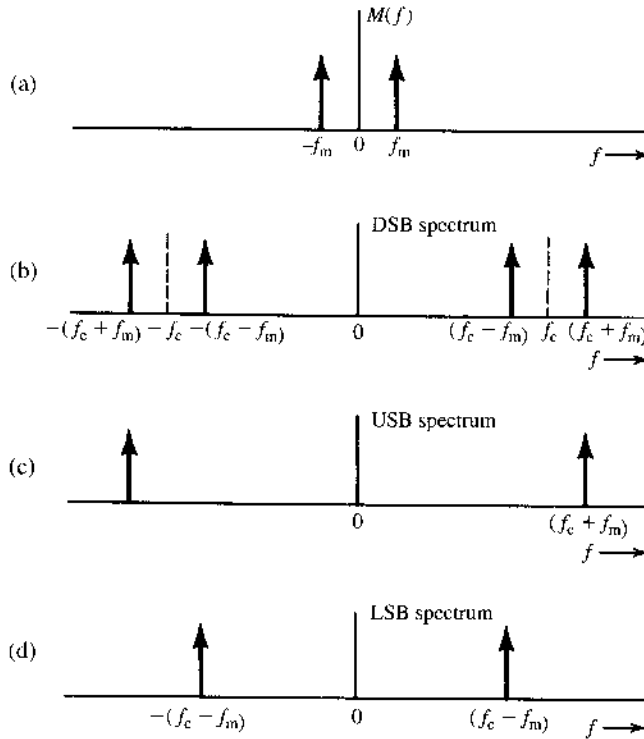 M(f)
(a)
−fm 0 fm
f
DSB spectrum
(b)
−(fc + fm) −fc −(fc − fm) 0 (fc − fm) fc (fc + fm)
f
USB spectrum
(c)
0 (fc + fm)
f
LSB spectrum
(d)
−(fc − fm) 0 (fc − fm)
f